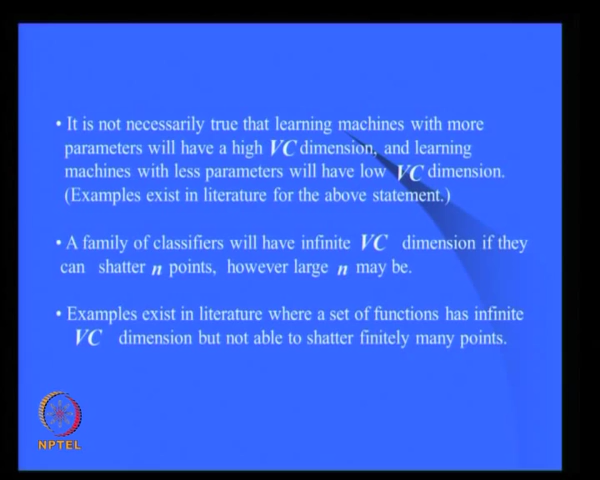 • It is not necessarily true that learning machines with more
parameters will have a high VC dimension, and learning
machines with less parameters will have low VC dimension.
(Examples exist in literature for the above statement.)
• A family of classifiers will have infinite VC dimension if they
can shatter n points, however large n may be.
• Examples exist in literature where a set of functions has infinite
VC dimension but not able to shatter finitely many points.
NPTEL